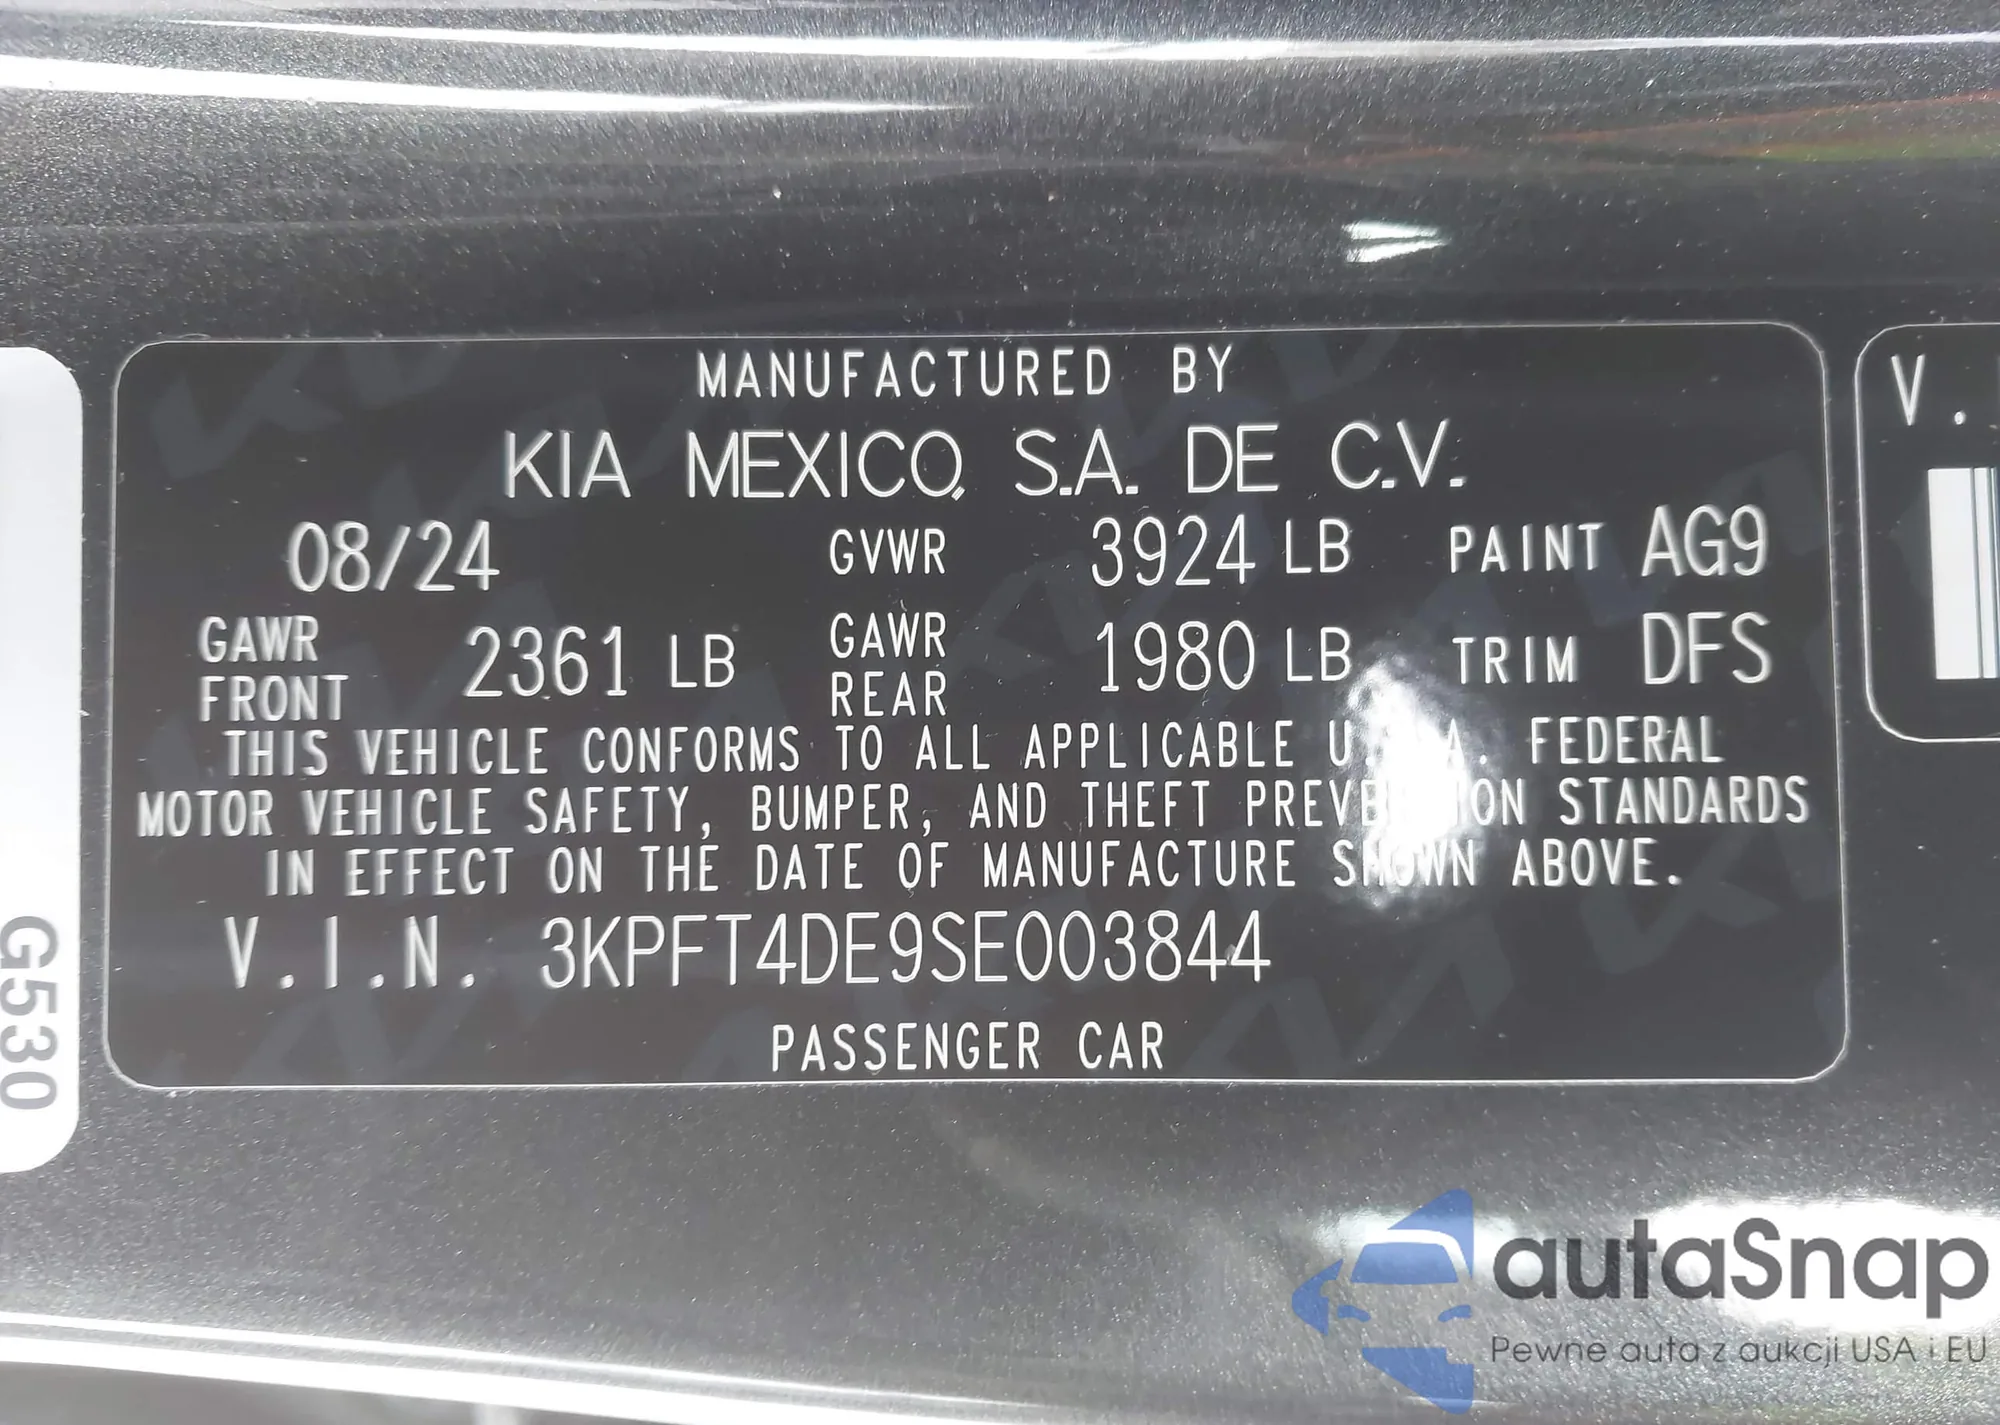 MANUFACTURED BY
KIA MEXICO, S.A. DE C.V.
08/24 GVWR 3924 LB PAINT AG9
GAWR FRONT 2361 LB GAWR REAR 1980 LB TRIM DFS
THIS VEHICLE CONFORMS TO ALL APPLICABLE U.S.A. FEDERAL
MOTOR VEHICLE SAFETY, BUMPER, AND THEFT PREVENTION STANDARDS
IN EFFECT ON THE DATE OF MANUFACTURE SHOWN ABOVE.
V.I.N. 3KPFT4DE9SE003844
PASSENGER CAR
V.
G530
autaSnap
Pewne auta z aukcji USA i EU